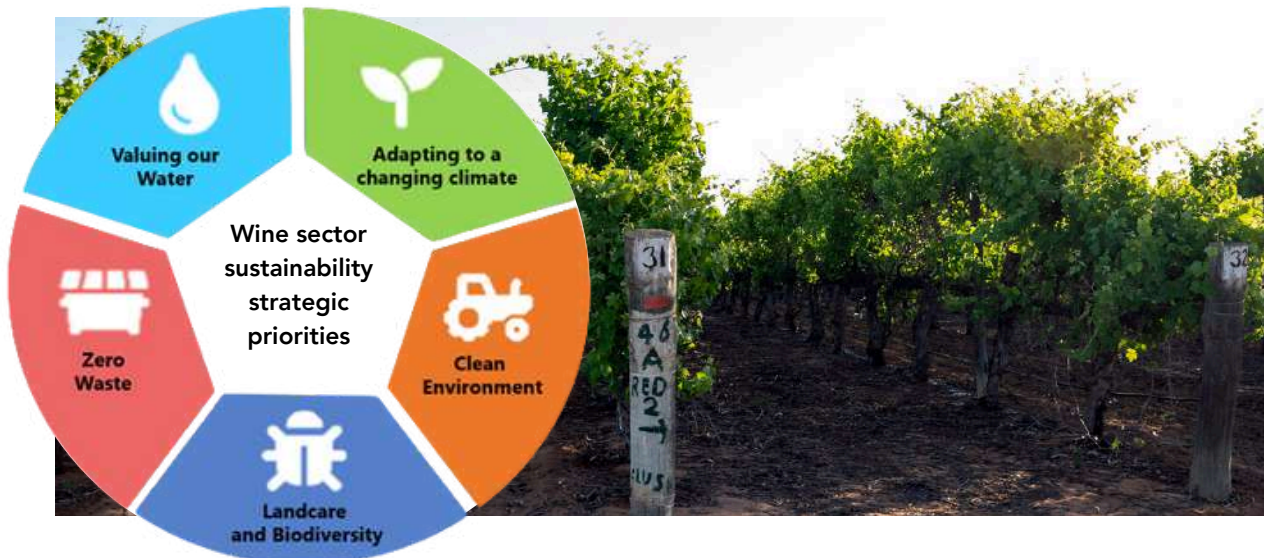 Valuing our
Water
Adapting to a
changing climate
Wine sector
sustainability
strategic
priorities
Zero
Waste
Clean
Environment
Landcare
and Biodiversity
31
46
A
RED
2
32